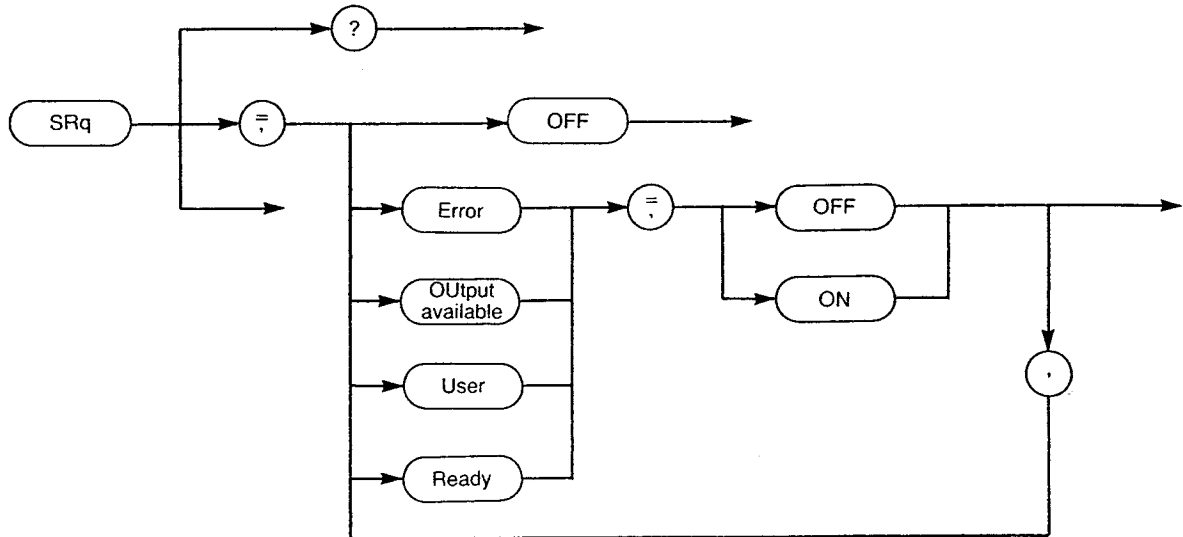 ?
SRq
=
,
OFF
Error
=
,
OFF
OUtput
available
ON
User
,
Ready